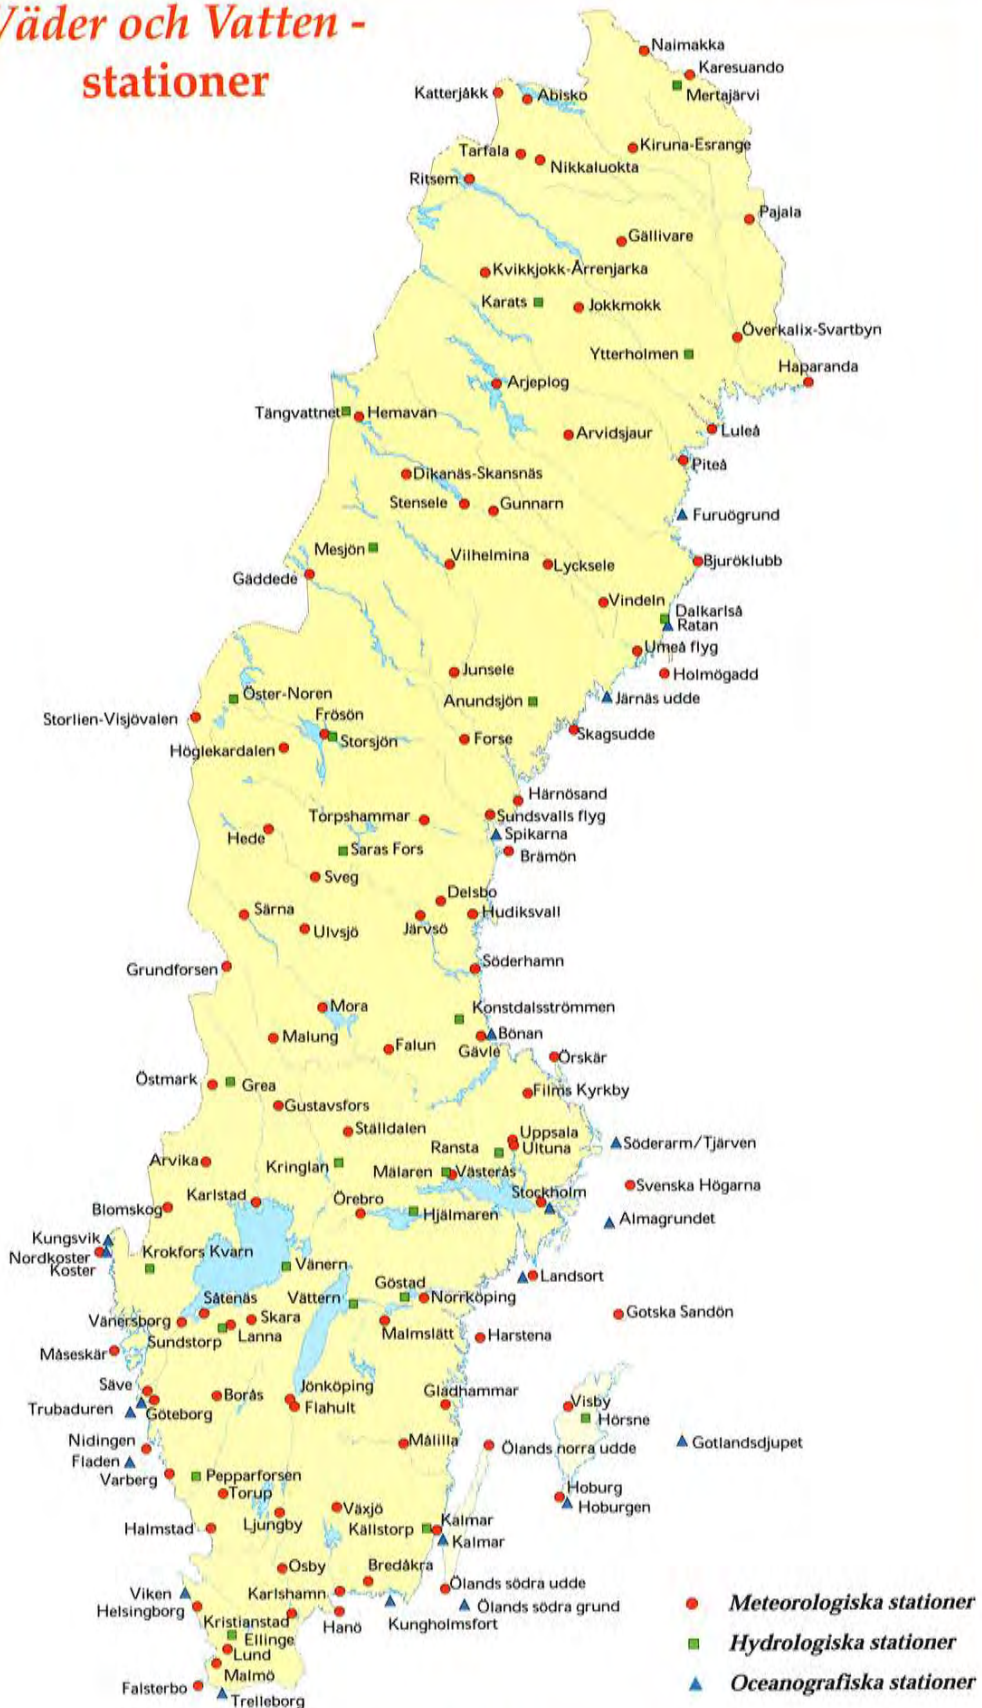 Väder och Vatten -
stationer
Naimakka
Karesuando
Katterjåkk
Abisko
Mertajärvi
Tarfala
Kiruna-Esrange
Nikkaluokta
Ritsem
Pajala
Gällivare
Kvikkjokk-Årrenjarka
Karats
Jokkmokk
Överkalix-Svartbyn
Ytterholmen
Haparanda
Arjeplog
Tängvattnet
Hemavan
Arvidsjaur
Luleå
Piteå
Dikanäs-Skansnäs
Stensele
Gunnarn
Furuögrund
Mesjön
Vilhelmina
Lycksele
Bjuröklubb
Gäddede
Vindeln
Dalkarlså
Ratan
Umeå flyg
Junsele
Holmögadd
Öster-Noren
Anundsjön
Järnäs udde
Storlien-Visjövalen
Frösön
Storsjön
Forse
Skagsudde
Höglekardalen
Härnösand
Torpshammar
Sundsvalls flyg
Hede
Spikarna
Saras Fors
Brämön
Sveg
Delsbo
Särna
Hudiksvall
Ulvsjö
Järvsö
Grundforsen
Söderhamn
Mora
Konstdalsströmmen
Malung
Bönan
Falun
Gävle
Örskär
Östmark
Grea
Films Kyrkby
Gustavsfors
Ställdalen
Uppsala
Ultuna
Söderarm/Tjärven
Ransta
Arvika
Kringlan
Mälaren
Västerås
Svenska Högarna
Karlstad
Örebro
Stockholm
Blomskog
Hjälmaren
Almagrundet
Kungsvik
Nordkoster
Koster
Krokfors Kvarn
Vänern
Göstad
Landsort
Såtenäs
Vättern
Norrköping
Vänersborg
Skara
Gotska Sandön
Sundstorp
Lanna
Malmslätt
Harstena
Måseskär
Säve
Jönköping
Gladhammar
Borås
Visby
Trubaduren
Göteborg
Flahult
Hörsne
Nidingen
Målilla
Ölands norra udde
Gotlandsdjupet
Fladen
Varberg
Pepparforsen
Torup
Hoburg
Hoburgen
Växjö
Halmstad
Ljungby
Källstorp
Kalmar
Kalmar
Osby
Bredåkra
Viken
Karlshamn
Ölands södra udde
Helsingborg
Kristianstad
Hanö
Kungholmsfort
Ölands södra grund
Ellinge
Lund
Malmö
Falsterbo
Trelleborg
Meteorologiska stationer
Hydrologiska stationer
Oceanografiska stationer